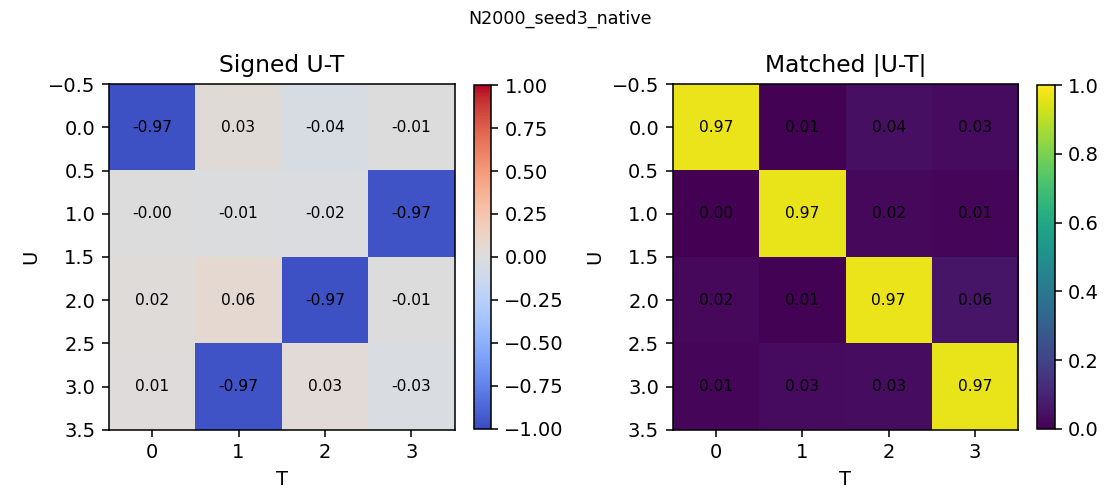 N2000_seed3_native
Signed U-T
−0.5
0.0
0.5
1.0
1.5
2.0
2.5
3.0
3.5
U
-0.97 0.03 -0.04 -0.01
-0.00 -0.01 -0.02 -0.97
0.02 0.06 -0.97 -0.01
0.01 -0.97 0.03 -0.03
0 1 2 3
T
1.00
0.75
0.50
0.25
0.00
−0.25
−0.50
−0.75
−1.00
Matched |U-T|
−0.5
0.0
0.5
1.0
1.5
2.0
2.5
3.0
3.5
U
0.97 0.01 0.04 0.03
0.00 0.97 0.02 0.01
0.02 0.01 0.97 0.06
0.01 0.03 0.03 0.97
0 1 2 3
T
1.0
0.8
0.6
0.4
0.2
0.0